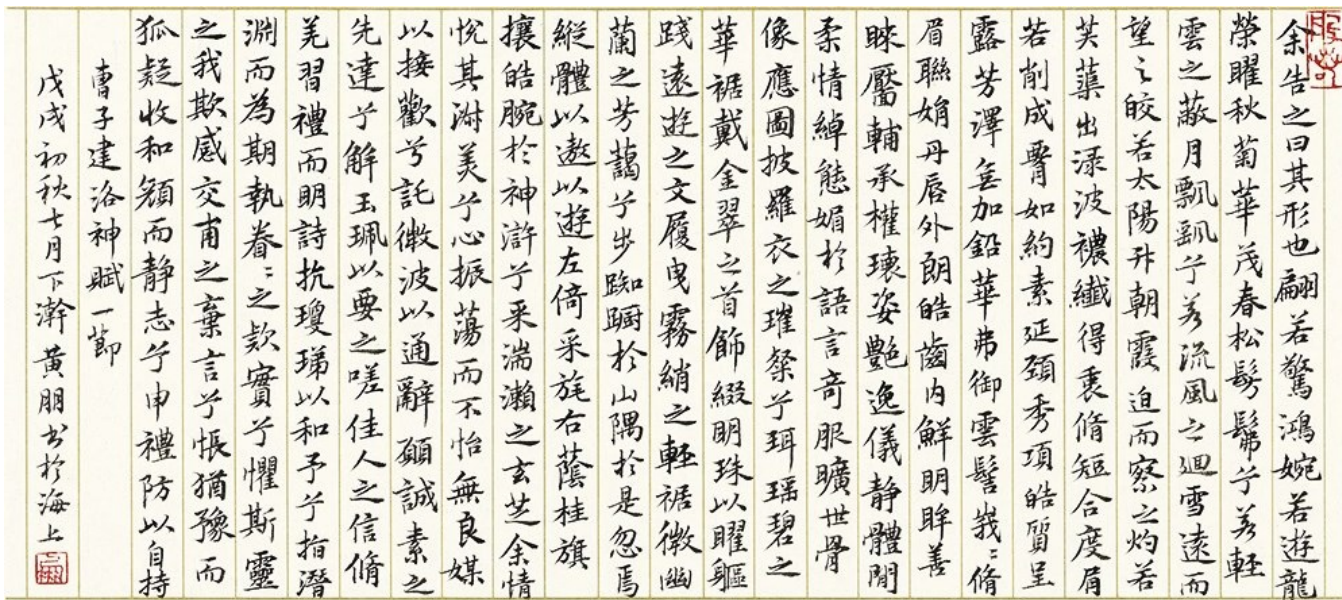 余告之曰其形也翩若驚鴻婉若遊龍
榮曜秋菊華茂春松髣髴兮若輕
雲之蔽月飄飖兮若流風之迴雪遠而
望之皎若太陽升朝霞迫而察之灼若
芙蕖出渌波襛纖得衷脩短合度肩
若削成腰如約素延頸秀項皓質呈
露芳澤無加鉛華弗御雲髻峩〻脩
眉聯娟丹唇外朗皓齒内鮮明眸善
睞靨輔承權瓌姿艷逸儀静體閒
柔情綽態媚於語言奇服曠世骨
像應圖披羅衣之璀粲兮珥瑶碧之
華裾戴金翠之首飾綴明珠以耀軀
踐遠遊之文履曳霧綃之輕裾微幽
蘭之芳藹兮步踟躕於山隅於是忽焉
縱體以遨以遊左倚采旄右蔭桂旗
攘皓腕於神滸兮采湍瀨之玄芝余情
悦其淑美兮心振蕩而不怡無良媒
以接歡兮託微波以通辭願誠素之
先達兮解玉珮以要之嗟佳人之信脩
羌習禮而明詩抗瓊珶以和予兮指潛
淵而為期執眷〻之款實兮懼斯靈
之我欺感交甫之棄言兮悵猶豫而
狐疑收和顔而静志兮申禮防以自持
曹子建洛神賦一節
戊戌初秋七月下澣黄朋书於海上